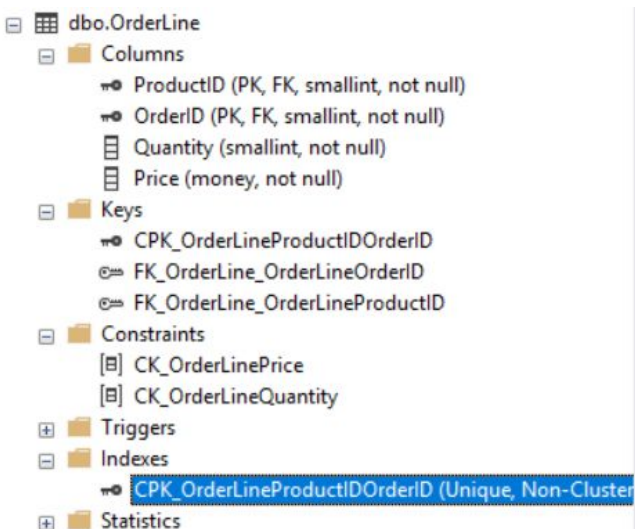 dbo.OrderLine
Columns
ProductID (PK, FK, smallint, not null)
OrderID (PK, FK, smallint, not null)
Quantity (smallint, not null)
Price (money, not null)
Keys
CPK_OrderLineProductIDOrderID
FK_OrderLine_OrderLineOrderID
FK_OrderLine_OrderLineProductID
Constraints
CK_OrderLinePrice
CK_OrderLineQuantity
Triggers
Indexes
CPK_OrderLineProductIDOrderID (Unique, Non-Cluster
Statistics